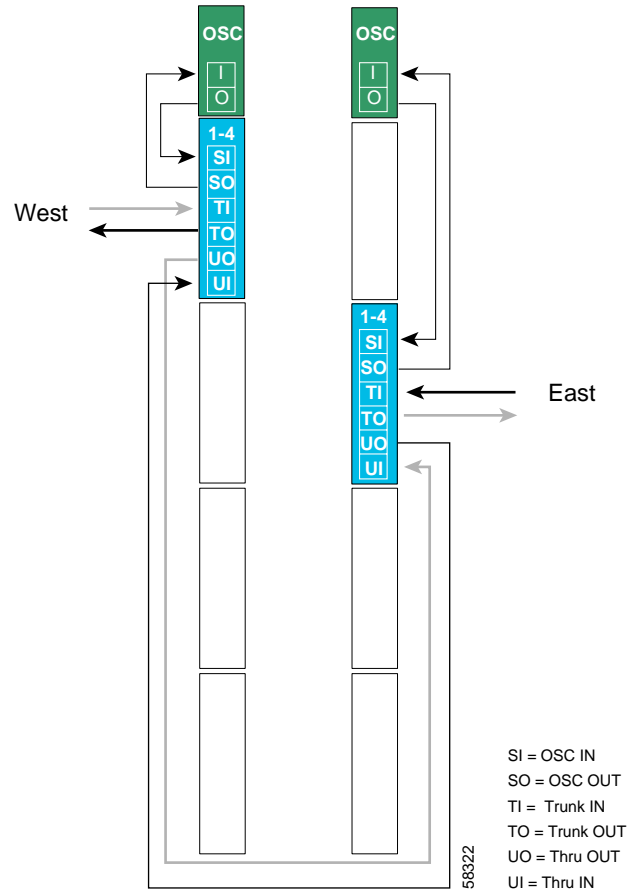 OSC
I
O
1-4
SI
SO
TI
TO
UO
UI
West
OSC
I
O
1-4
SI
SO
TI
TO
UO
UI
East
SI = OSC IN
SO = OSC OUT
TI = Trunk IN
TO = Trunk OUT
UO = Thru OUT
UI = Thru IN
58322